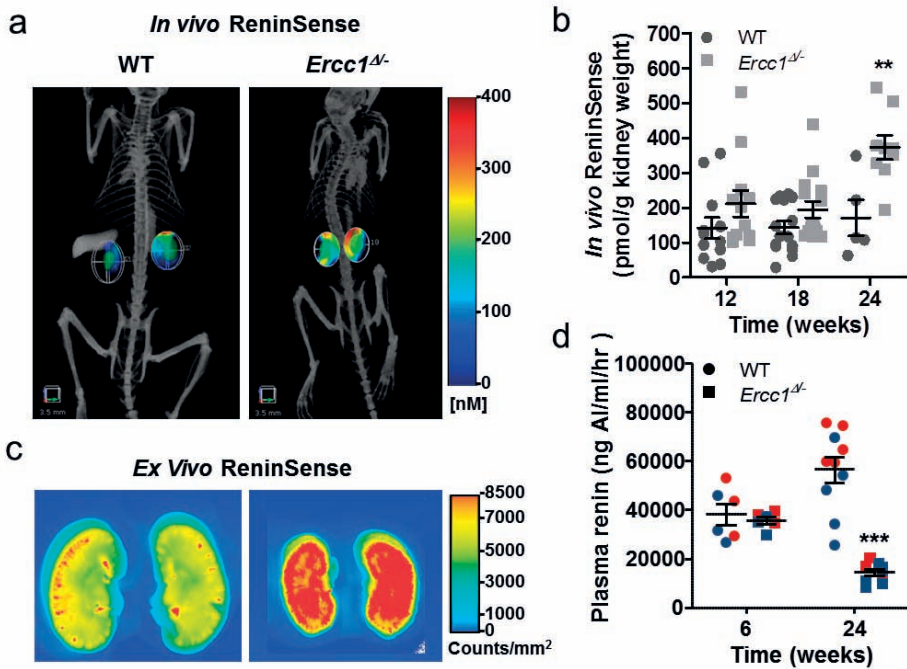 a
In vivo ReninSense
WT
Ercc1Δ/-
400
300
200
100
0
[nM]
3.5 mm
3.5 mm
b
WT
Ercc1Δ/-
**
In vivo ReninSense
(pmol/g kidney weight)
700
600
500
400
300
200
100
0
12 18 24
Time (weeks)
c
Ex Vivo ReninSense
8500
7000
5000
3000
1000
0
Counts/mm²
d
WT
Ercc1Δ/-
***
Plasma renin (ng AI/ml/hr)
100000
80000
60000
40000
20000
0
6 24
Time (weeks)